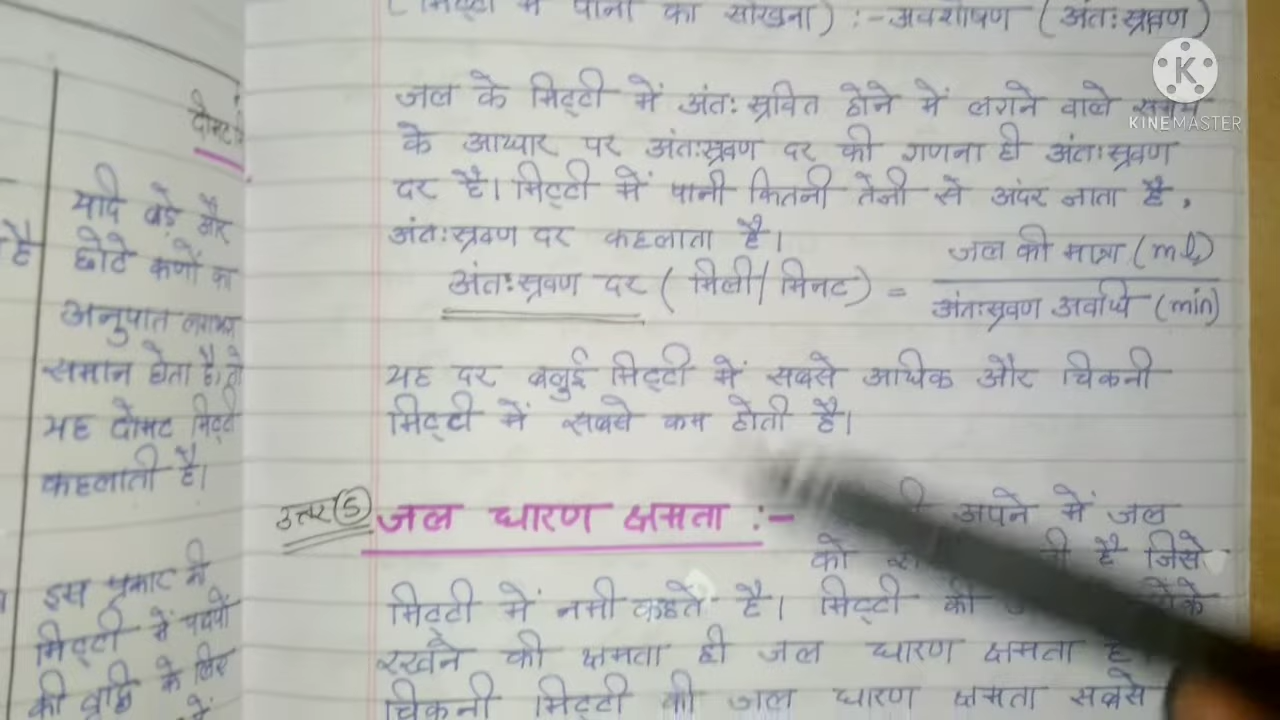 दोमट
यदि बड़े और
है छोटे कणों का
अनुपात लगभग
समान होता है, तो
यह दोमट मिट्टी
कहलाती है।
इस प्रकार की
मिट्टी में पादपों
की वृद्धि के लिए
में
(मिट्टी में पानी का सोखना) :- अवशोषण (अंतःस्रवण)
जल के मिट्टी में अंतः स्रवित होने में लगने वाले समय
के आधार पर अंतःस्रवण दर की गणना ही अंतःस्रवण
दर है। मिट्टी में पानी कितनी तेजी से अंदर जाता है,
अंतःस्रवण दर कहलाता है।
अंतःस्रवण दर (मिली/मिनट) = जल की मात्रा (ml)
अंतःस्रवण अवधि (min)
यह दर बलुई मिट्टी में सबसे अधिक और चिकनी
मिट्टी में सबसे कम होती है।
उत्तर (5) जल धारण क्षमता :- अपने में जल
को है जिसे
मिट्टी में नमी कहते है। मिट्टी की
रखने की क्षमता ही जल धारण क्षमता
चिकनी मिट्टी की जल धारण क्षमता सबसे
K
KINEMASTER